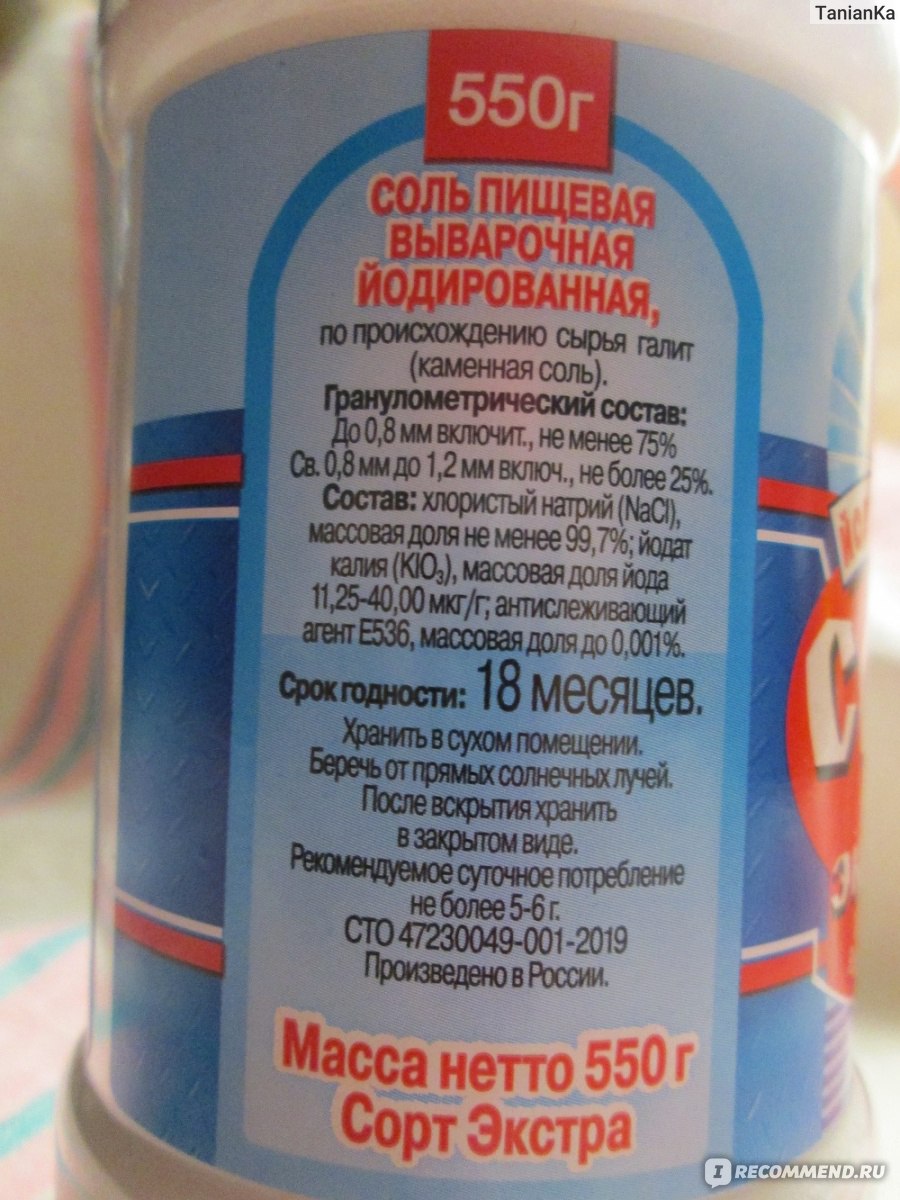 TanianKa
550г
СОЛЬ ПИЩЕВАЯ
ВЫВАРОЧНАЯ
ЙОДИРОВАННАЯ,
по происхождению сырья галит
(каменная соль).
Гранулометрический состав:
До 0,8 мм включит., не менее 75%
Св. 0,8 мм до 1,2 мм включ., не более 25%.
Состав: хлористый натрий (NaCl),
массовая доля не менее 99,7%; йодат
калия (KIO₃), массовая доля йода
11,25-40,00 мкг/г; антислеживающий
агент Е536, массовая доля до 0,001%.
Срок годности: 18 месяцев.
Хранить в сухом помещении.
Беречь от прямых солнечных лучей.
После вскрытия хранить
в закрытом виде.
Рекомендуемое суточное потребление
не более 5-6 г.
СТО 47230049-001-2019
Произведено в России.
Масса нетто 550 г
Сорт Экстра
I RECOMMEND.RU